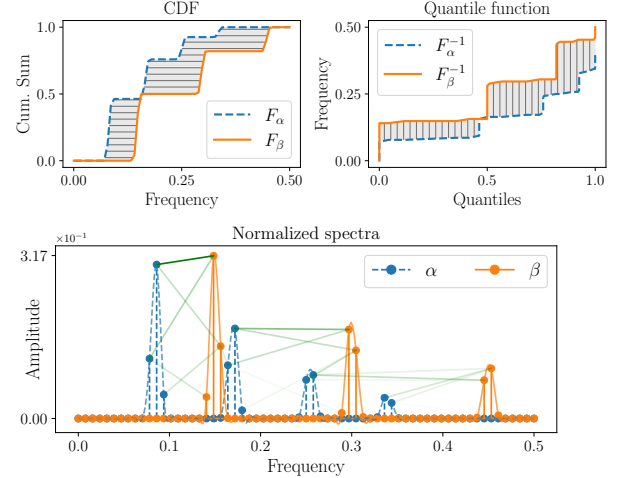 CDF
Cum. Sum
1.0
0.5
0.0
F_α
F_β
0.00
0.25
0.50
Frequency
Quantile function
Frequency
0.50
0.25
0.00
F_α^{-1}
F_β^{-1}
0.0
0.5
1.0
Quantiles
Normalized spectra
×10^{-1}
Amplitude
3.17
0.00
α
β
0.0
0.1
0.2
0.3
0.4
0.5
Frequency